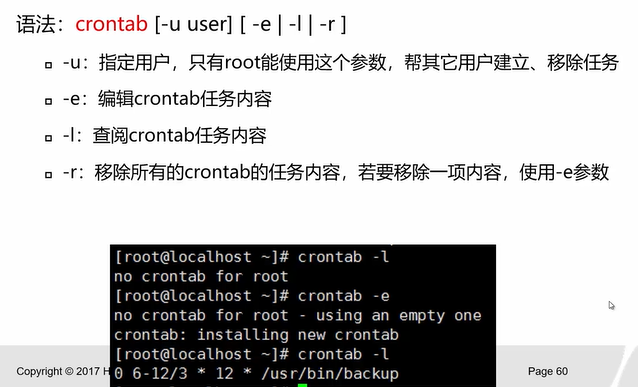 语法：crontab [-u user] [ -e | -l | -r ]
-u：指定用户，只有root能使用这个参数，帮其它用户建立、移除任务
-e：编辑crontab任务内容
-l：查阅crontab任务内容
-r：移除所有的crontab的任务内容，若要移除一项内容，使用-e参数
[root@localhost ~]# crontab -l
no crontab for root
[root@localhost ~]# crontab -e
no crontab for root - using an empty one
crontab: installing new crontab
[root@localhost ~]# crontab -l
0 6-12/3 * 12 * /usr/bin/backup
Copyright © 2017 H
Page 60